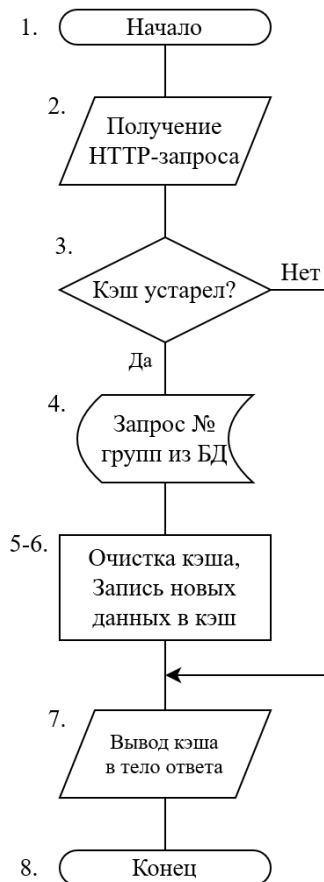 1. Начало
2. Получение
HTTP-запроса
3. Кэш устарел?
Нет
Да
4. Запрос №
групп из БД
5-6. Очистка кэша,
Запись новых
данных в кэш
7. Вывод кэша
в тело ответа
8. Конец